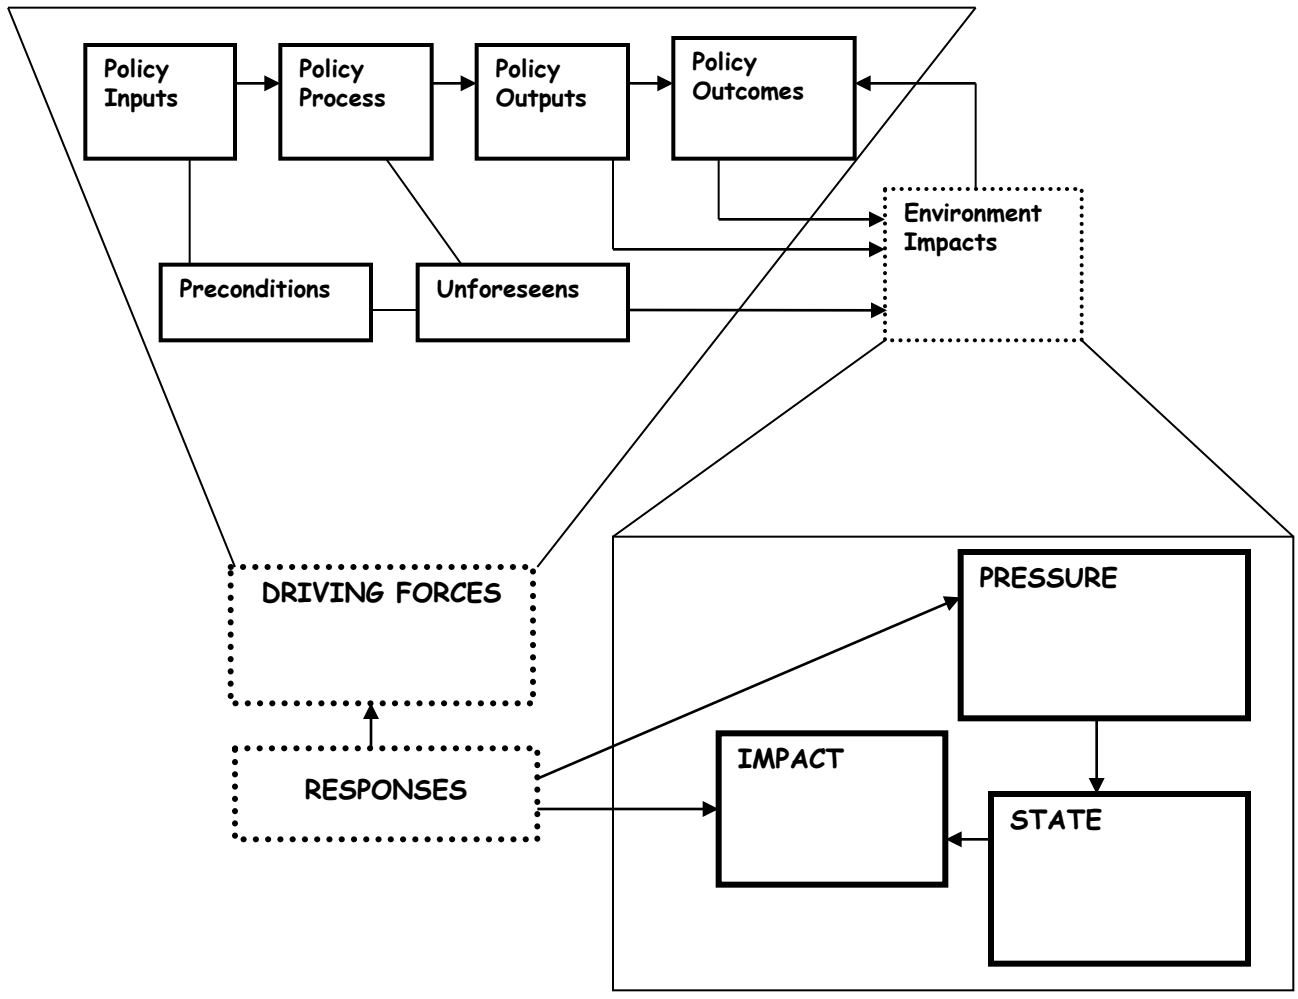 Policy
Inputs
Policy
Process
Policy
Outputs
Policy
Outcomes
Environment
Impacts
Preconditions
Unforeseens
DRIVING FORCES
PRESSURE
IMPACT
RESPONSES
STATE